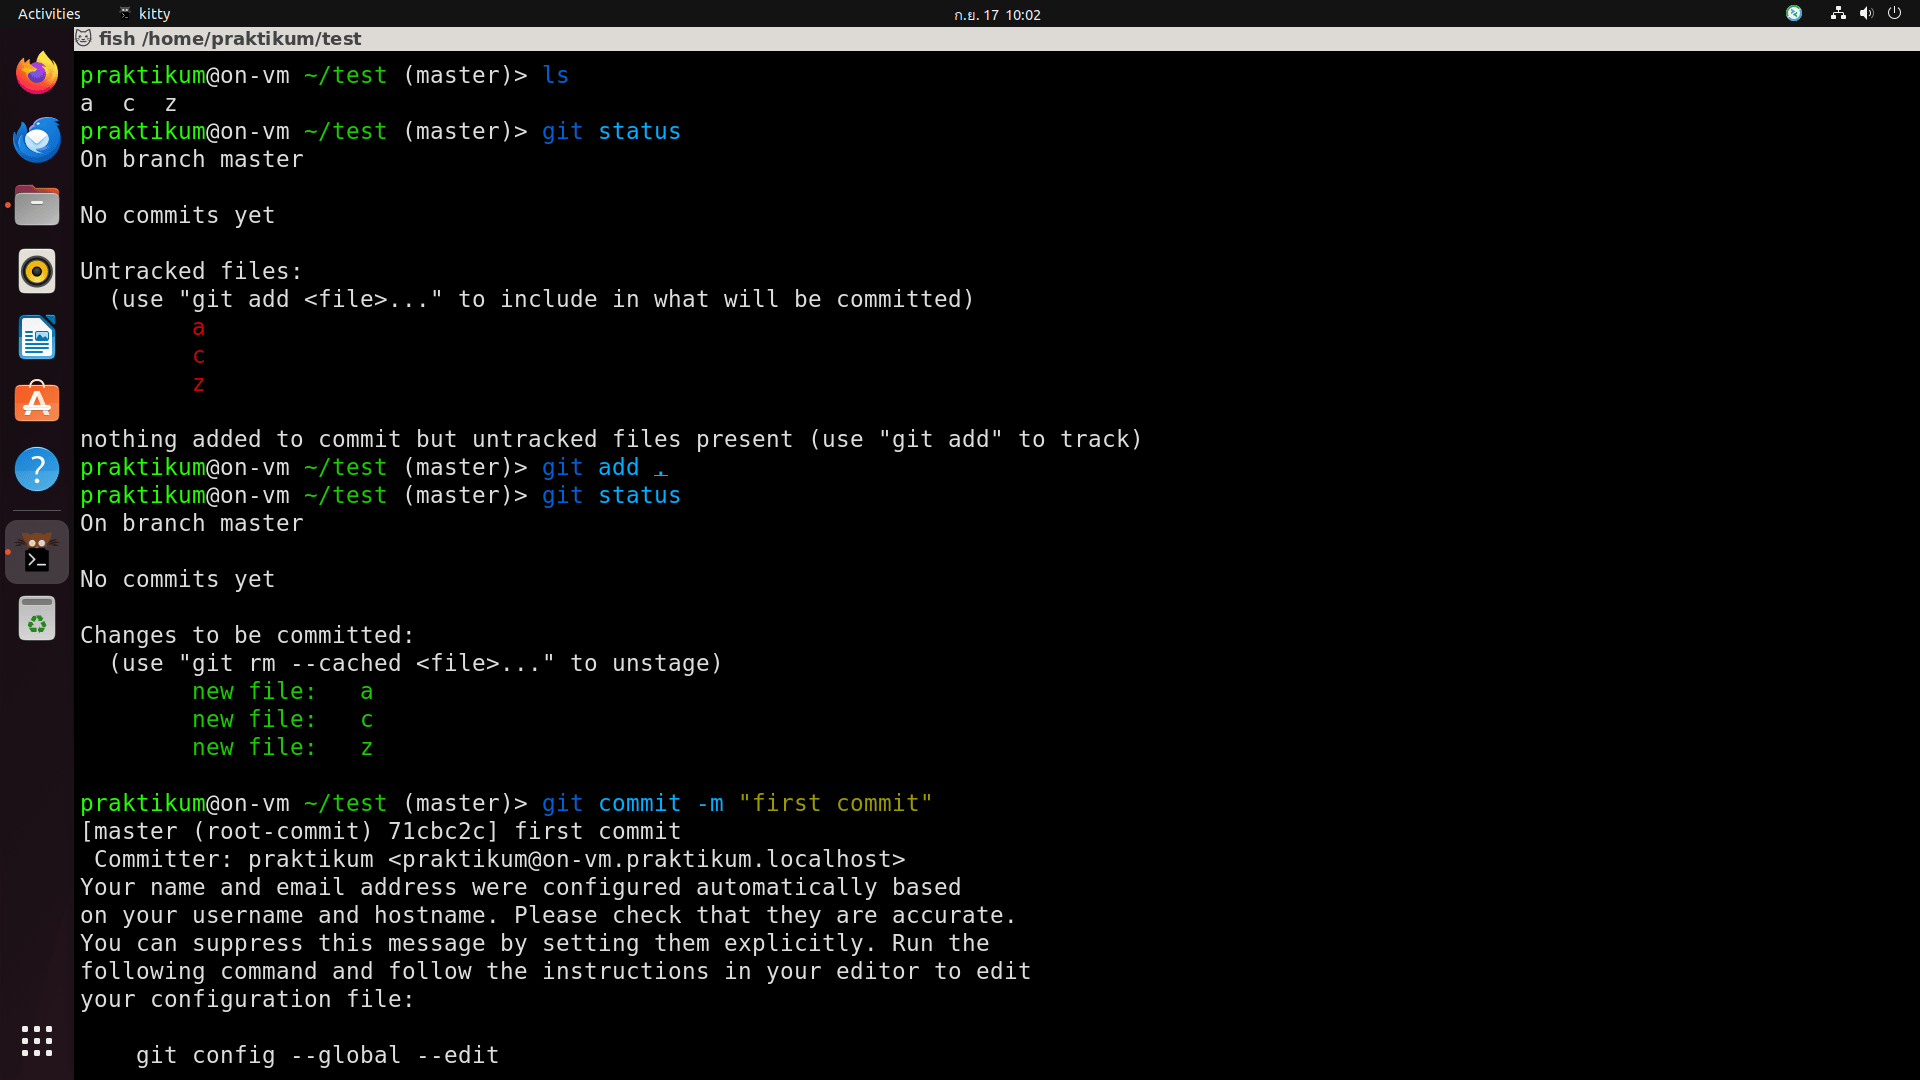 Activities kitty ก.ย. 17 10:02
fish /home/praktikum/test
praktikum@on-vm ~/test (master)> ls
a  c  z
praktikum@on-vm ~/test (master)> git status
On branch master
No commits yet
Untracked files:
  (use "git add <file>..." to include in what will be committed)
        a
        c
        z
nothing added to commit but untracked files present (use "git add" to track)
praktikum@on-vm ~/test (master)> git add .
praktikum@on-vm ~/test (master)> git status
On branch master
No commits yet
Changes to be committed:
  (use "git rm --cached <file>..." to unstage)
        new file:   a
        new file:   c
        new file:   z
praktikum@on-vm ~/test (master)> git commit -m "first commit"
[master (root-commit) 71cbc2c] first commit
 Committer: praktikum <praktikum@on-vm.praktikum.localhost>
Your name and email address were configured automatically based
on your username and hostname. Please check that they are accurate.
You can suppress this message by setting them explicitly. Run the
following command and follow the instructions in your editor to edit
your configuration file:
    git config --global --edit